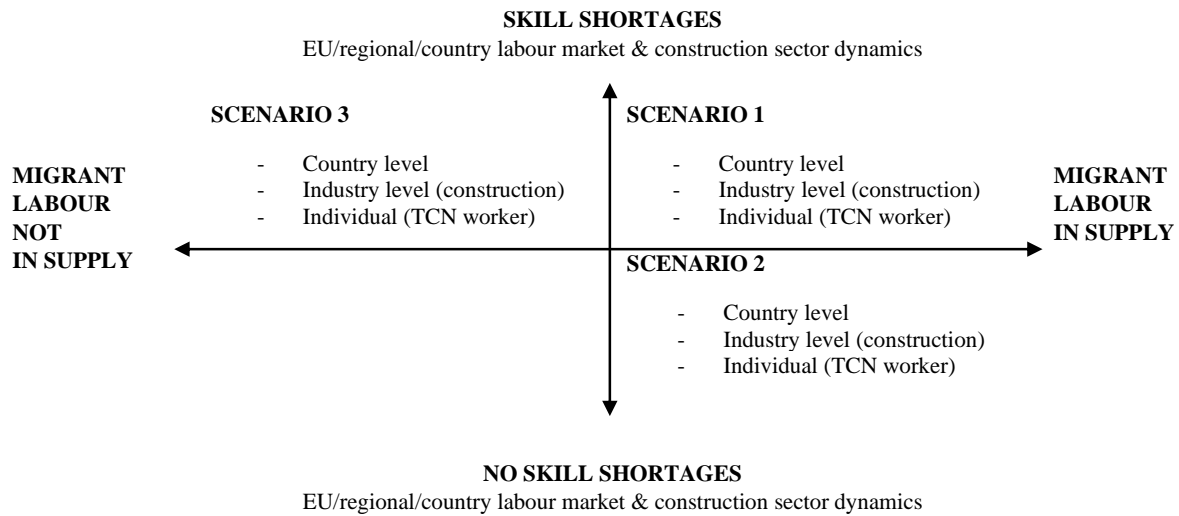 SKILL SHORTAGES
EU/regional/country labour market & construction sector dynamics
SCENARIO 3
- Country level
- Industry level (construction)
- Individual (TCN worker)
SCENARIO 1
- Country level
- Industry level (construction)
- Individual (TCN worker)
MIGRANT
LABOUR
NOT
IN SUPPLY
MIGRANT
LABOUR
IN SUPPLY
SCENARIO 2
- Country level
- Industry level (construction)
- Individual (TCN worker)
NO SKILL SHORTAGES
EU/regional/country labour market & construction sector dynamics